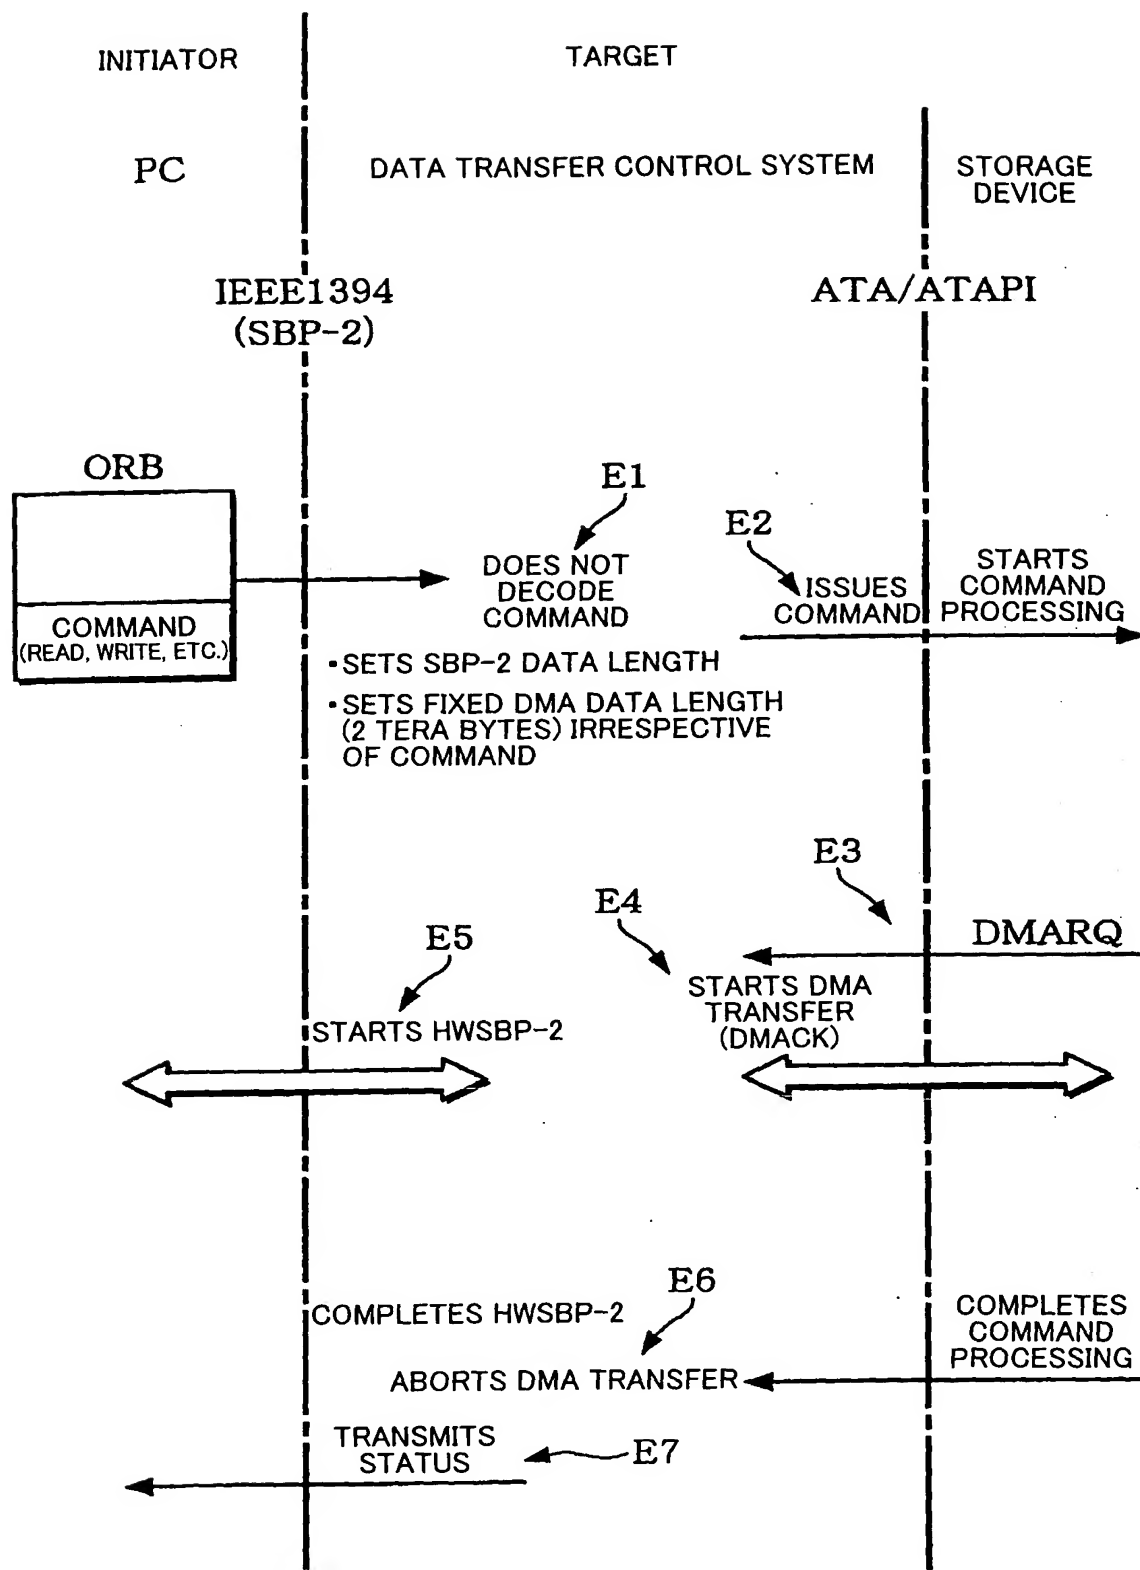 INITIATOR
TARGET
PC
DATA TRANSFER CONTROL SYSTEM
STORAGE
DEVICE
IEEE1394
(SBP-2)
ATA/ATAPI
ORB
COMMAND
(READ, WRITE, ETC.)
E1
DOES NOT
DECODE
COMMAND
E2
ISSUES
COMMAND
STARTS
COMMAND
PROCESSING
・SETS SBP-2 DATA LENGTH
・SETS FIXED DMA DATA LENGTH
(2 TERA BYTES) IRRESPECTIVE
OF COMMAND
E3
DMARQ
E4
STARTS DMA
TRANSFER
(DMACK)
E5
STARTS HWSBP-2
COMPLETES HWSBP-2
E6
ABORTS DMA TRANSFER
COMPLETES
COMMAND
PROCESSING
TRANSMITS
STATUS
E7